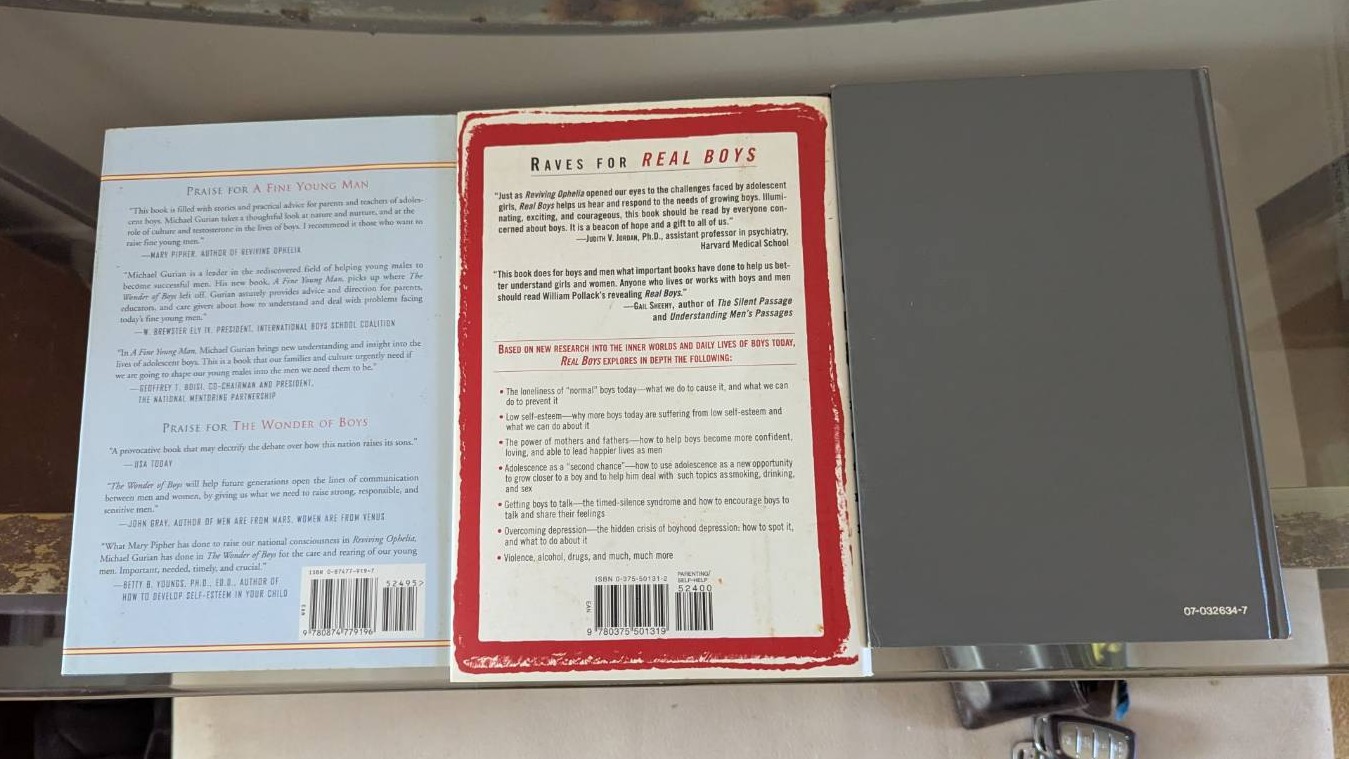 PRAISE FOR A FINE YOUNG MAN
"This book is filled with stories and practical advice for parents and teachers of adoles-
cent boys. Michael Gurian takes a thoughtful look at nature and nurture, and at the
role of culture and testosterone in the lives of boys. I recommend it those who want to
raise fine young men."
—MARY PIPHER, AUTHOR OF REVIVING OPHELIA
"Michael Gurian is a leader in the rediscovered field of helping young males to
become successful men. His new book, A Fine Young Man, picks up where The
Wonder of Boys left off. Gurian astutely provides advice and direction for parents,
educators, and care givers about how to understand and deal with problems facing
today's fine young men."
—W. BREWSTER ELY IV, PRESIDENT, INTERNATIONAL BOYS SCHOOL COALITION
"In A Fine Young Man, Michael Gurian brings new understanding and insight into the
lives of adolescent boys. This is a book that our families and culture urgently need if
we are going to shape our young males into the men we need them to be."
—GEOFFREY T. BOISI, CO-CHAIRMAN AND PRESIDENT,
THE NATIONAL MENTORING PARTNERSHIP
PRAISE FOR THE WONDER OF BOYS
"A provocative book that may electrify the debate over how this nation raises its sons."
—USA TODAY
"The Wonder of Boys will help future generations open the lines of communication
between men and women, by giving us what we need to raise strong, responsible, and
sensitive men."
—JOHN GRAY, AUTHOR OF MEN ARE FROM MARS, WOMEN ARE FROM VENUS
"What Mary Pipher has done to raise our national consciousness in Reviving Ophelia,
Michael Gurian has done in The Wonder of Boys for the care and rearing of our young
men. Important, needed, timely, and crucial."
—BETTY B. YOUNGS, PH.D., ED.D., AUTHOR OF
HOW TO DEVELOP SELF-ESTEEM IN YOUR CHILD
ISBN 0-87477-919-7
52495>
EAN
9 780874 779196
RAVES FOR REAL BOYS
"Just as Reviving Ophelia opened our eyes to the challenges faced by adolescent
girls, Real Boys helps us hear and respond to the needs of growing boys. Illumi-
nating, exciting, and courageous, this book should be read by everyone con-
cerned about boys. It is a beacon of hope and a gift to all of us."
—JUDITH V. JORDAN, PH.D., assistant professor in psychiatry,
Harvard Medical School
"This book does for boys and men what important books have done to help us bet-
ter understand girls and women. Anyone who lives or works with boys and men
should read William Pollack's revealing Real Boys."
—GAIL SHEEHY, author of The Silent Passage
and Understanding Men's Passages
BASED ON NEW RESEARCH INTO THE INNER WORLDS AND DAILY LIVES OF BOYS TODAY,
REAL BOYS EXPLORES IN DEPTH THE FOLLOWING:
• The loneliness of "normal" boys today—what we do to cause it, and what we can
do to prevent it
• Low self-esteem—why more boys today are suffering from low self-esteem and
what we can do about it
• The power of mothers and fathers—how to help boys become more confident,
loving, and able to lead happier lives as men
• Adolescence as a "second chance"—how to use adolescence as a new opportunity
to grow closer to a boy and to help him deal with such topics as smoking, drinking,
and sex
• Getting boys to talk—the timed-silence syndrome and how to encourage boys to
talk and share their feelings
• Overcoming depression—the hidden crisis of boyhood depression: how to spot it,
and what to do about it
• Violence, alcohol, drugs, and much, much more
ISBN 0-375-50131-2
PARENTING/
SELF-HELP
52400
EAN
9 780375 501319
07-032634-7